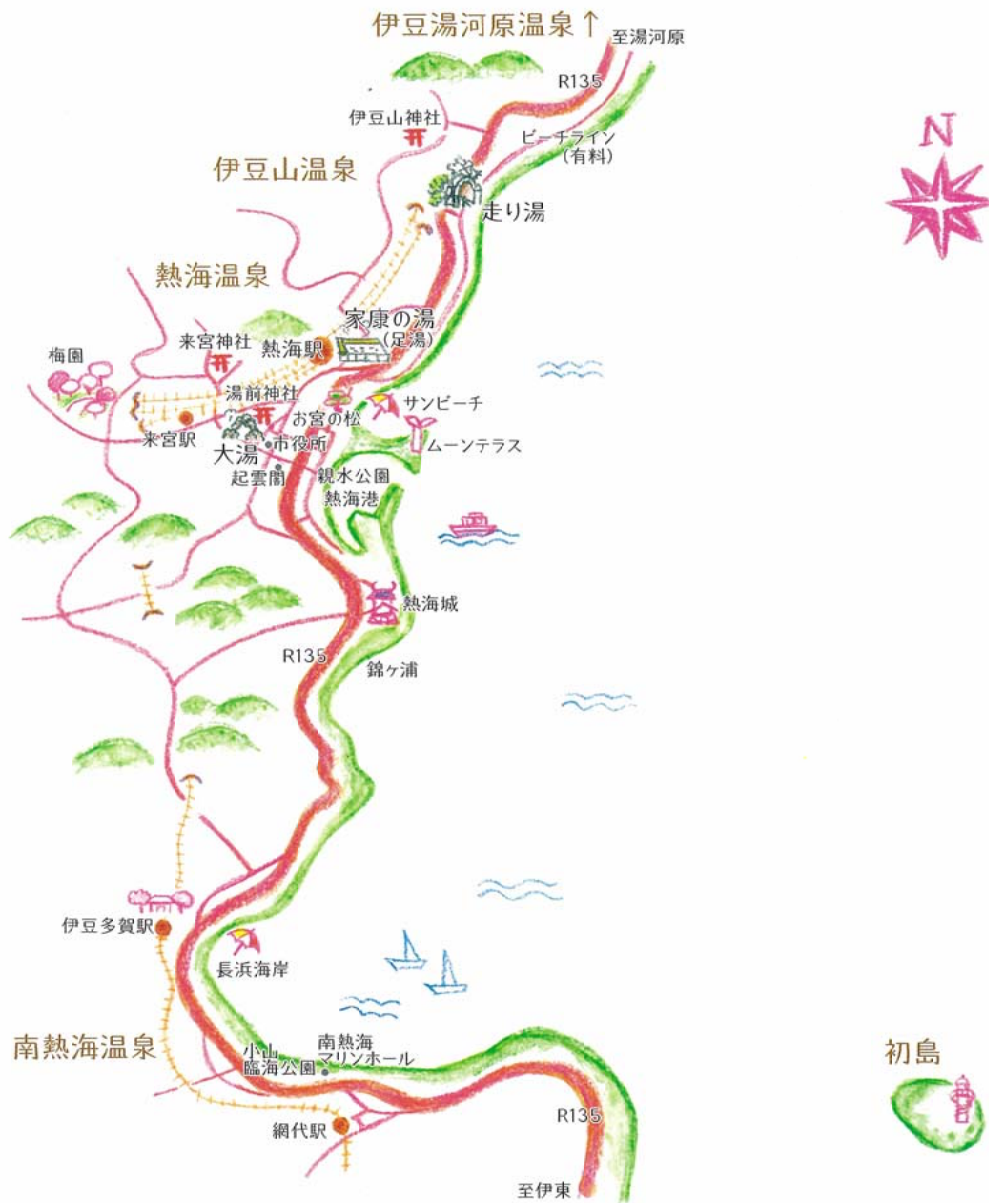 伊豆湯河原温泉↑
至湯河原
R135
伊豆山神社
ビーチライン
(有料)
伊豆山温泉
走り湯
熱海温泉
家康の湯
(足湯)
来宮神社
熱海駅
梅園
湯前神社
サンビーチ
お宮の松
来宮駅
大湯
市役所
ムーンテラス
起雲閣
親水公園
熱海港
熱海城
R135
錦ヶ浦
伊豆多賀駅
長浜海岸
南熱海温泉
小山
臨海公園
南熱海
マリンホール
初島
網代駅
R135
至伊東
N